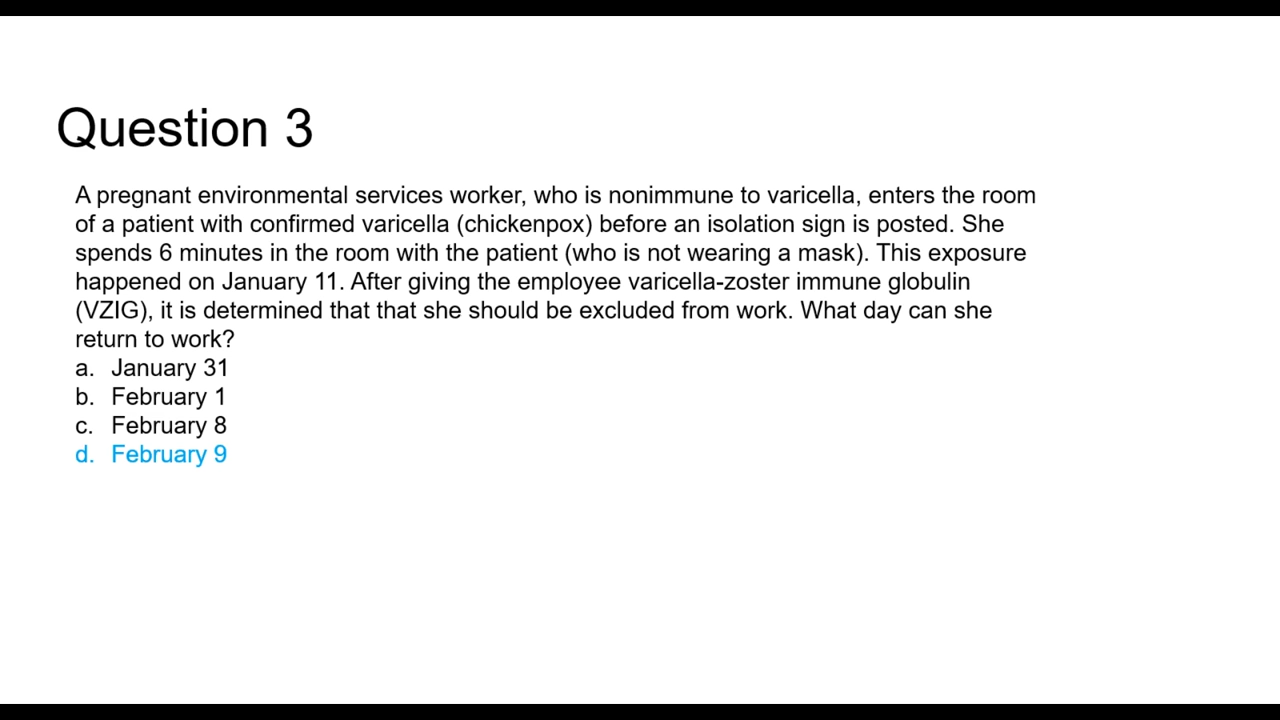 Question 3
A pregnant environmental services worker, who is nonimmune to varicella, enters the room
of a patient with confirmed varicella (chickenpox) before an isolation sign is posted. She
spends 6 minutes in the room with the patient (who is not wearing a mask). This exposure
happened on January 11. After giving the employee varicella-zoster immune globulin
(VZIG), it is determined that that she should be excluded from work. What day can she
return to work?
a. January 31
b. February 1
c. February 8
d. February 9